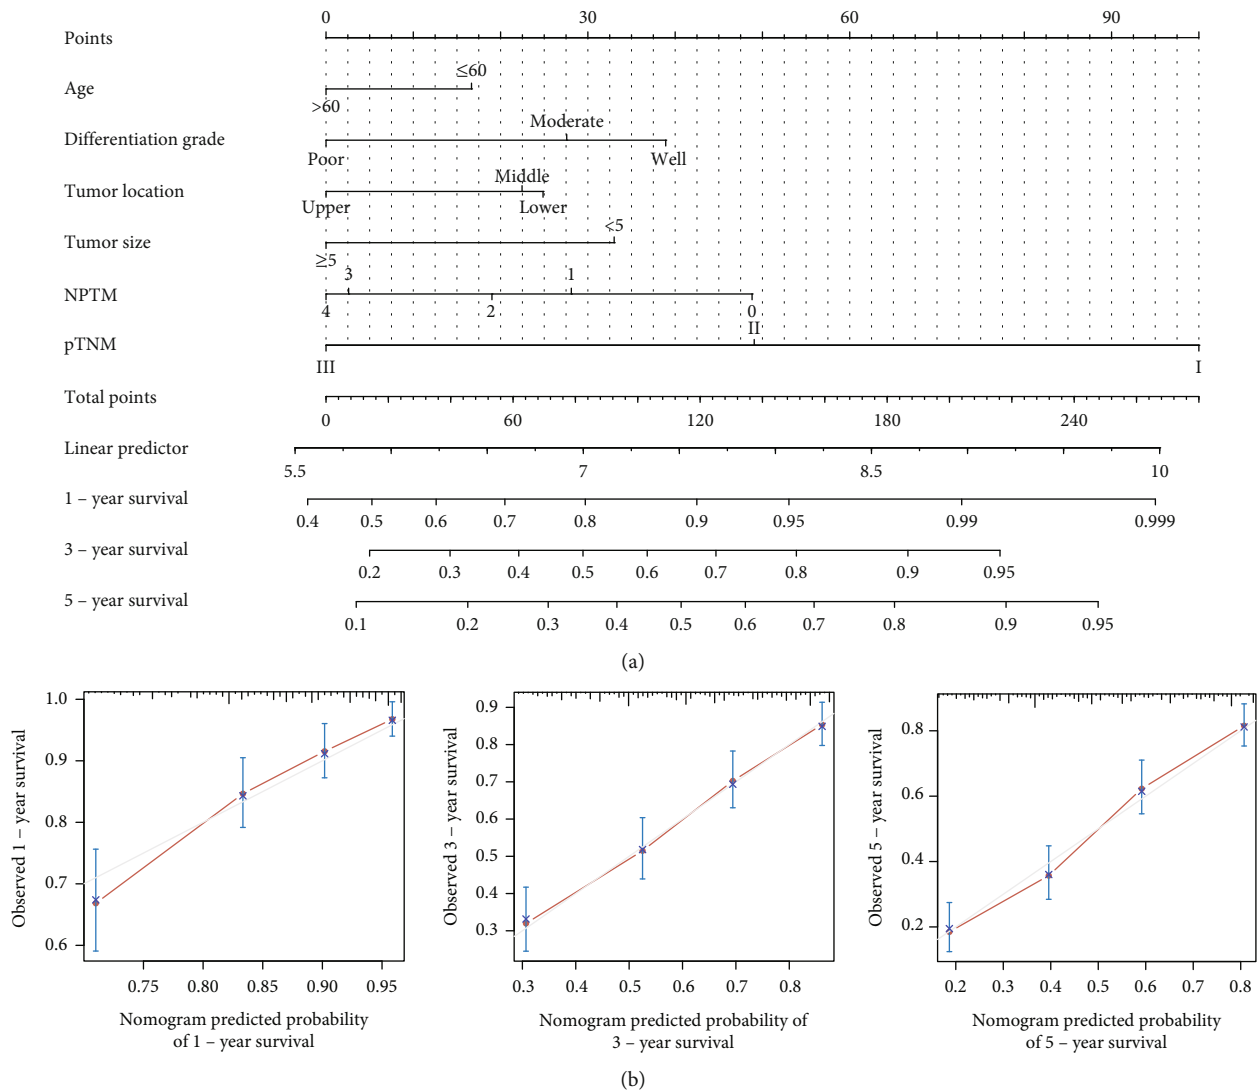 0 30 60 90
Points
≤60
Age
>60
Moderate
Differentiation grade
Poor Well
Middle
Tumor location
Upper Lower
<5
Tumor size
≥5
3 1
NPTM
4 2 0
II
pTNM
III I
Total points
0 60 120 180 240
Linear predictor
5.5 7 8.5 10
1 – year survival
0.4 0.5 0.6 0.7 0.8 0.9 0.95 0.99 0.999
3 – year survival
0.2 0.3 0.4 0.5 0.6 0.7 0.8 0.9 0.95
5 – year survival
0.1 0.2 0.3 0.4 0.5 0.6 0.7 0.8 0.9 0.95
(a)
Observed 1 – year survival
1.0
0.9
0.8
0.7
0.6
0.75 0.80 0.85 0.90 0.95
Nomogram predicted probability
of 1 – year survival
Observed 3 – year survival
0.9
0.8
0.7
0.6
0.5
0.4
0.3
0.3 0.4 0.5 0.6 0.7 0.8
Nomogram predicted probability of
3 – year survival
Observed 5 – year survival
0.8
0.6
0.4
0.2
0.2 0.3 0.4 0.5 0.6 0.7 0.8
Nomogram predicted probability
of 5 – year survival
(b)